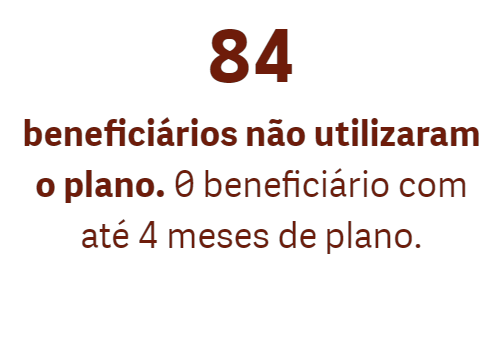 84
beneficiários não utilizaram
o plano. 0 beneficiário com
até 4 meses de plano.